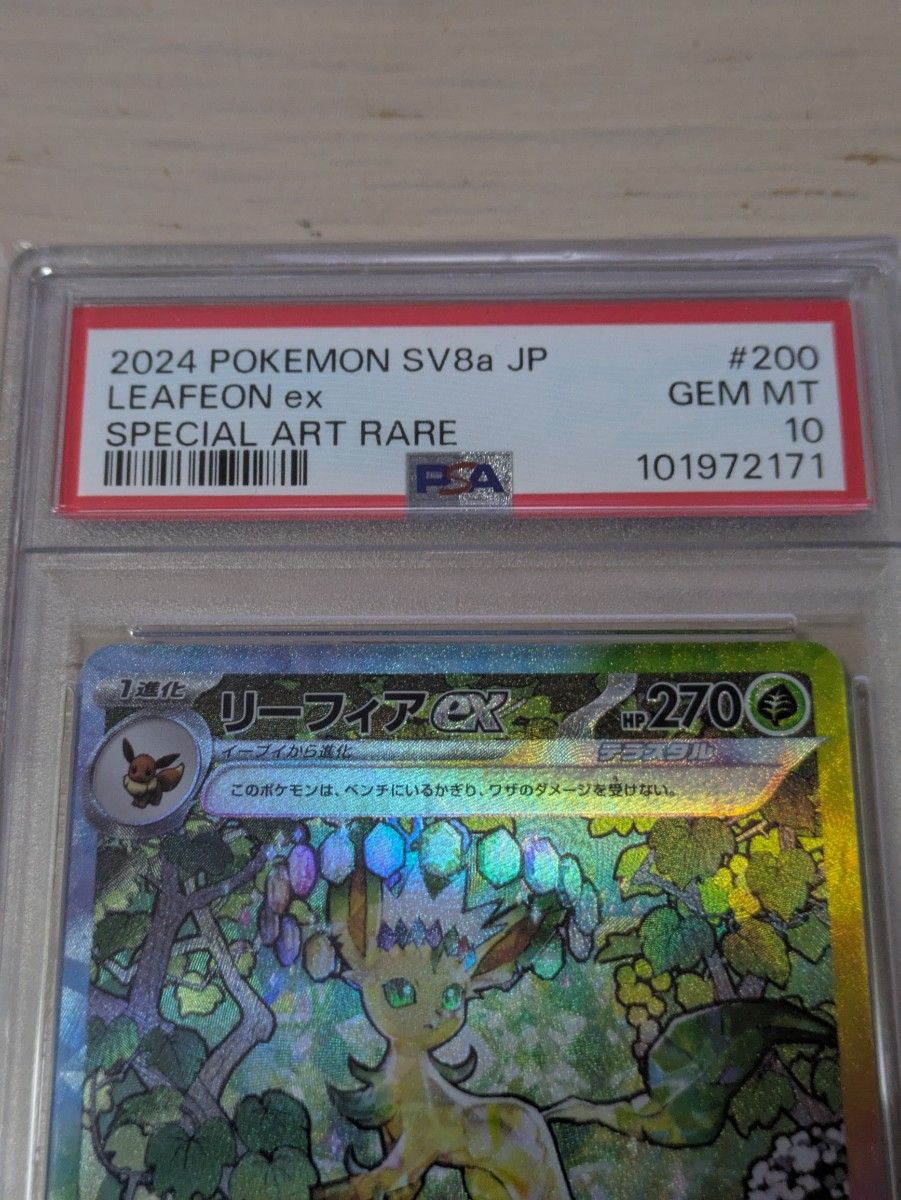 2024 POKEMON SV8a JP #200
LEAFEON ex GEM MT
SPECIAL ART RARE 10
PSA 101972171
1進化 リーフィアex HP270
イーブイから進化 テラスタル
このポケモンは、ベンチにいるかぎり、ワザのダメージを受けない。